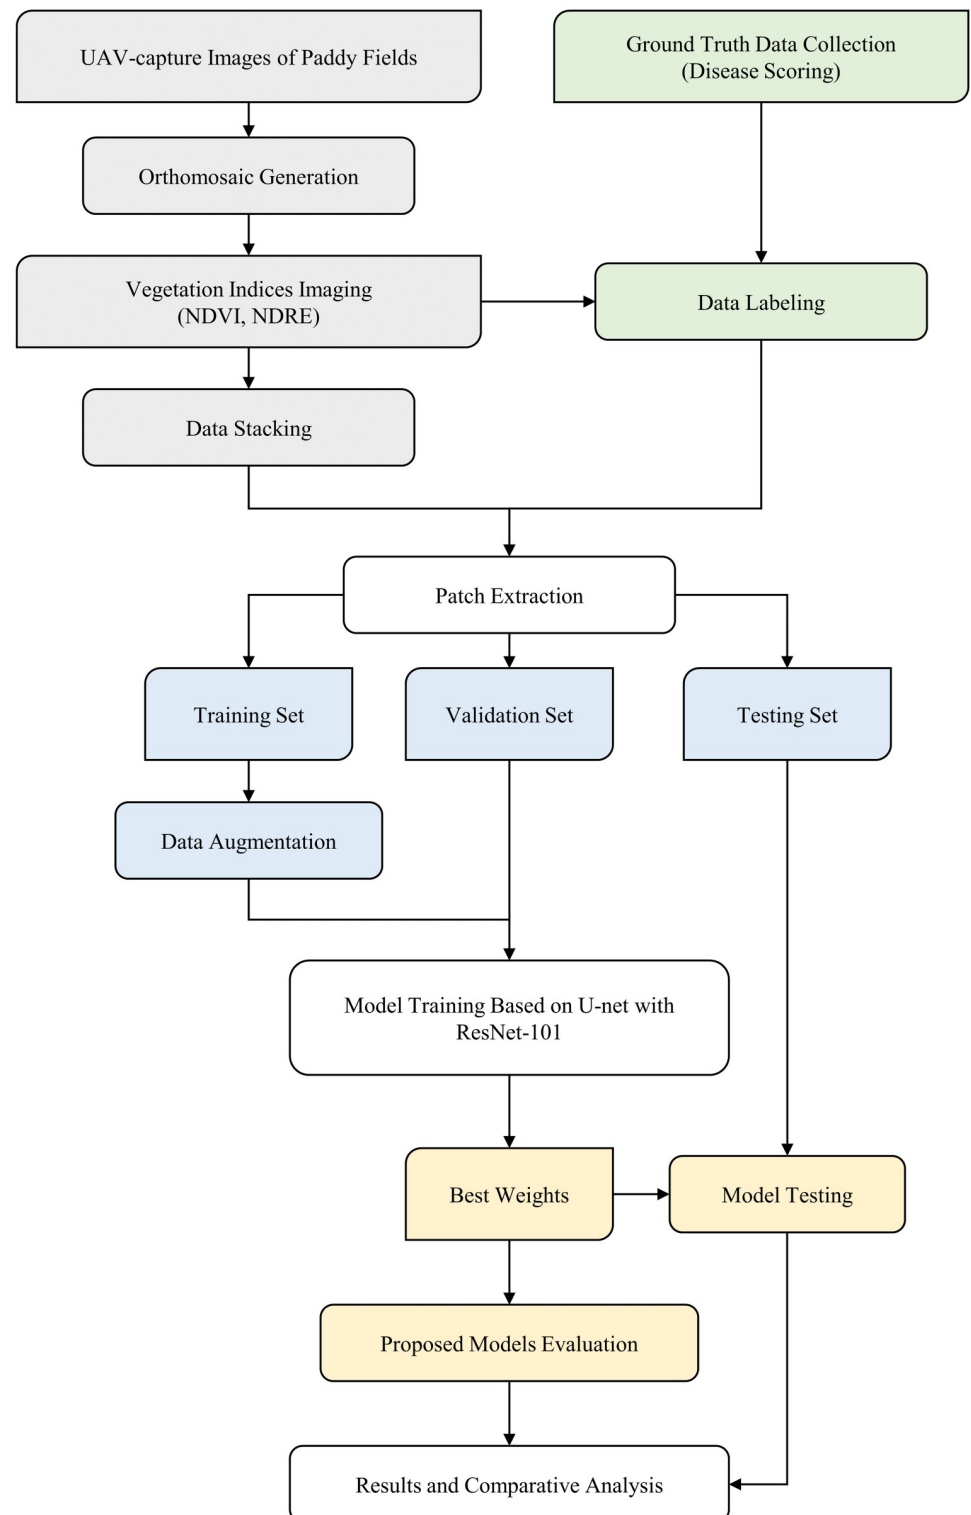 UAV-capture Images of Paddy Fields
Ground Truth Data Collection
(Disease Scoring)
Orthomosaic Generation
Vegetation Indices Imaging
(NDVI, NDRE)
Data Labeling
Data Stacking
Patch Extraction
Training Set
Validation Set
Testing Set
Data Augmentation
Model Training Based on U-net with
ResNet-101
Best Weights
Model Testing
Proposed Models Evaluation
Results and Comparative Analysis